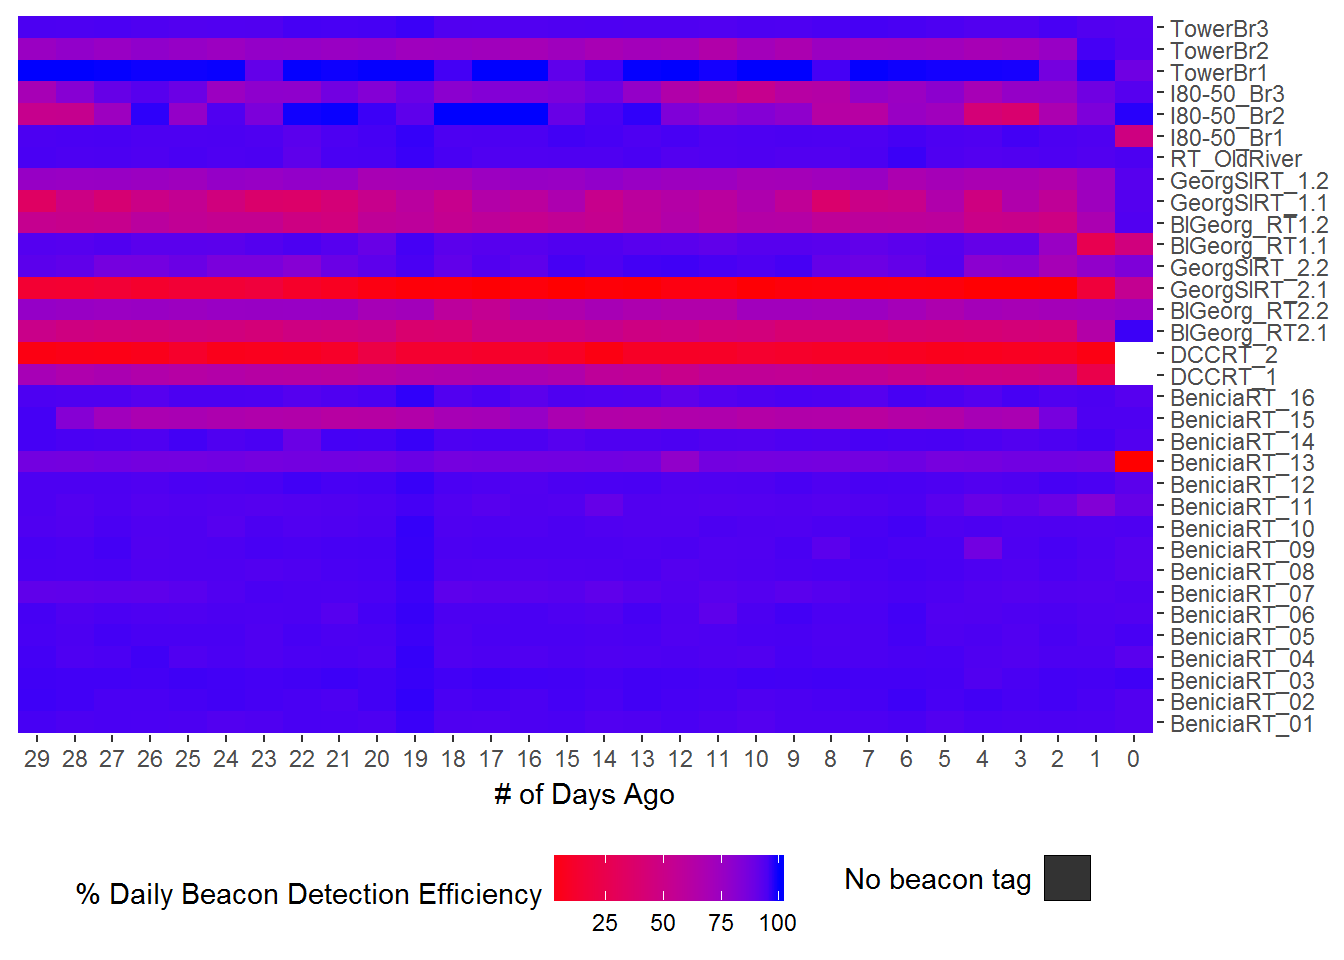 TowerBr3
TowerBr2
TowerBr1
I80-50_Br3
I80-50_Br2
I80-50_Br1
RT_OldRiver
GeorgSlRT_1.2
GeorgSlRT_1.1
BlGeorg_RT1.2
BlGeorg_RT1.1
GeorgSlRT_2.2
GeorgSlRT_2.1
BlGeorg_RT2.2
BlGeorg_RT2.1
DCCRT_2
DCCRT_1
BeniciaRT_16
BeniciaRT_15
BeniciaRT_14
BeniciaRT_13
BeniciaRT_12
BeniciaRT_11
BeniciaRT_10
BeniciaRT_09
BeniciaRT_08
BeniciaRT_07
BeniciaRT_06
BeniciaRT_05
BeniciaRT_04
BeniciaRT_03
BeniciaRT_02
BeniciaRT_01
29 28 27 26 25 24 23 22 21 20 19 18 17 16 15 14 13 12 11 10 9 8 7 6 5 4 3 2 1 0
# of Days Ago
% Daily Beacon Detection Efficiency
25 50 75 100
No beacon tag